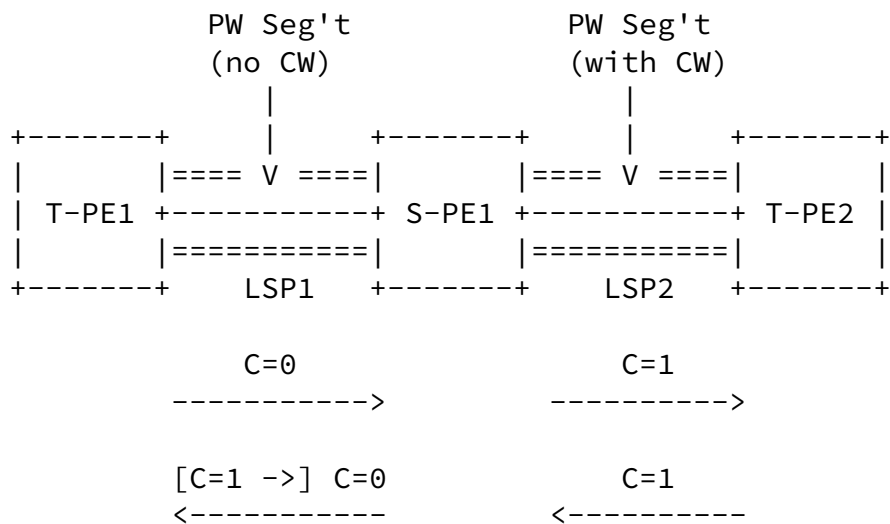 PW Seg't PW Seg't
(no CW) (with CW)
V V
T-PE1 S-PE1 T-PE2
LSP1 LSP2
C=0 C=1
[C=1 ->] C=0 C=1